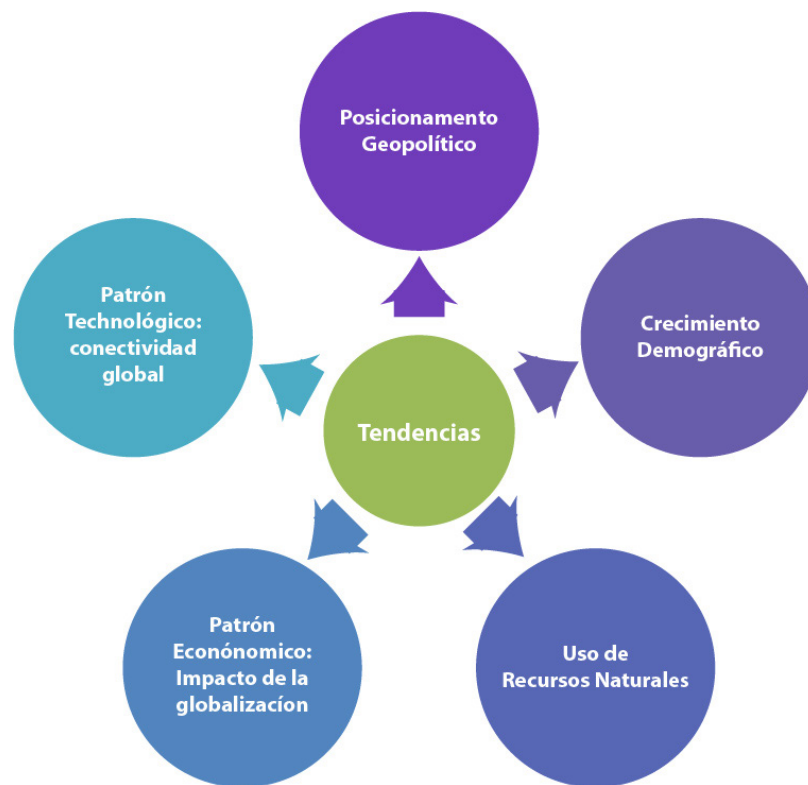 Posicionamento
Geopolítico
Patrón
Technológico:
conectividad
global
Crecimiento
Demográfico
Tendencias
Patrón
Econónomico:
Impacto de la
globalizacíon
Uso de
Recursos Naturales